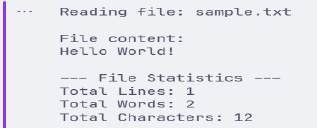 ... Reading file: sample.txt
File content:
Hello World!
--- File Statistics ---
Total Lines: 1
Total Words: 2
Total Characters: 12